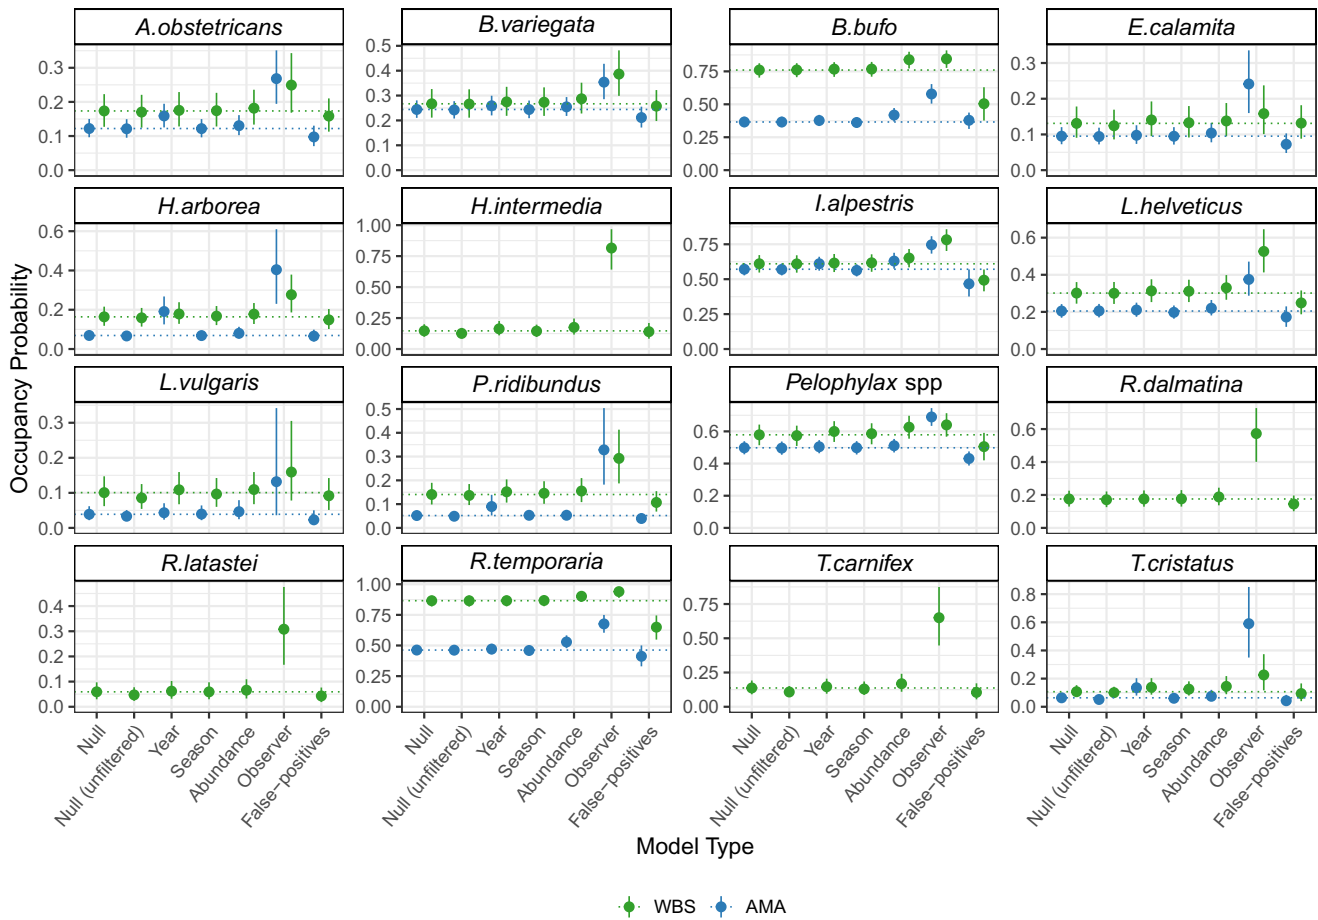 A.obstetricans
B.variegata
B.bufo
E.calamita
0.3
0.2
0.1
0.0
0.5
0.4
0.3
0.2
0.1
0.0
0.75
0.50
0.25
0.00
0.3
0.2
0.1
0.0
H.arborea
H.intermedia
I.alpestris
L.helveticus
0.6
0.4
0.2
0.0
1.00
0.75
0.50
0.25
0.00
0.75
0.50
0.25
0.00
0.6
0.4
0.2
0.0
Occupancy Probability
L.vulgaris
P.ridibundus
Pelophylax spp
R.dalmatina
0.3
0.2
0.1
0.0
0.5
0.4
0.3
0.2
0.1
0.0
0.6
0.4
0.2
0.0
0.6
0.4
0.2
0.0
R.latastei
R.temporaria
T.carnifex
T.cristatus
0.4
0.3
0.2
0.1
0.0
1.00
0.75
0.50
0.25
0.00
0.75
0.50
0.25
0.00
0.8
0.6
0.4
0.2
0.0
Null
Null (unfiltered)
Year
Season
Abundance
Observer
False−positives
Null
Null (unfiltered)
Year
Season
Abundance
Observer
False−positives
Null
Null (unfiltered)
Year
Season
Abundance
Observer
False−positives
Null
Null (unfiltered)
Year
Season
Abundance
Observer
False−positives
Model Type
WBS
AMA